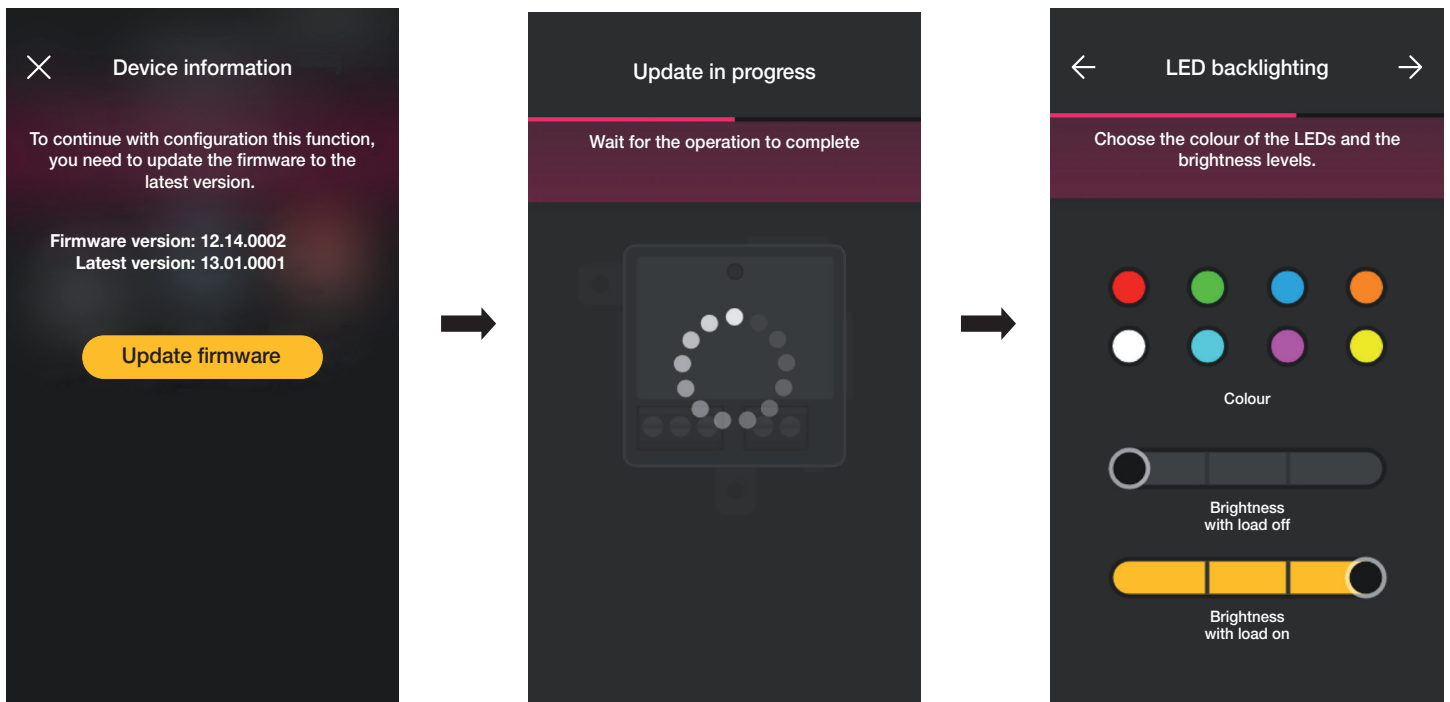 Device information
To continue with configuration this function,
you need to update the firmware to the
latest version.
Firmware version: 12.14.0002
Latest version: 13.01.0001
Update firmware
Update in progress
Wait for the operation to complete
LED backlighting
Choose the colour of the LEDs and the
brightness levels.
Colour
Brightness
with load off
Brightness
with load on